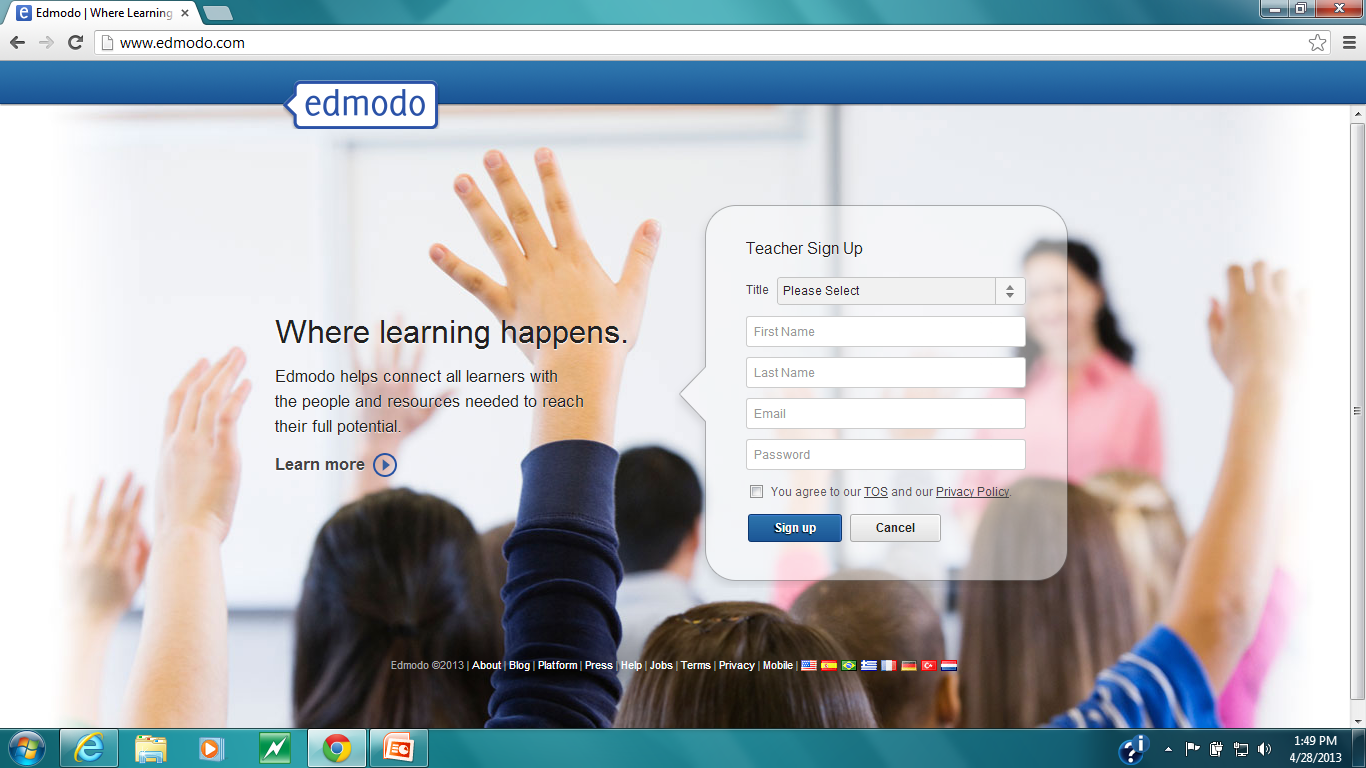 Edmodo | Where Learning
www.edmodo.com
edmodo
Where learning happens.
Edmodo helps connect all learners with
the people and resources needed to reach
their full potential.
Learn more
Teacher Sign Up
Title Please Select
First Name
Last Name
Email
Password
You agree to our TOS and our Privacy Policy.
Sign up Cancel
Edmodo ©2013 | About | Blog | Platform | Press | Help | Jobs | Terms | Privacy | Mobile |
1:49 PM
4/28/2013